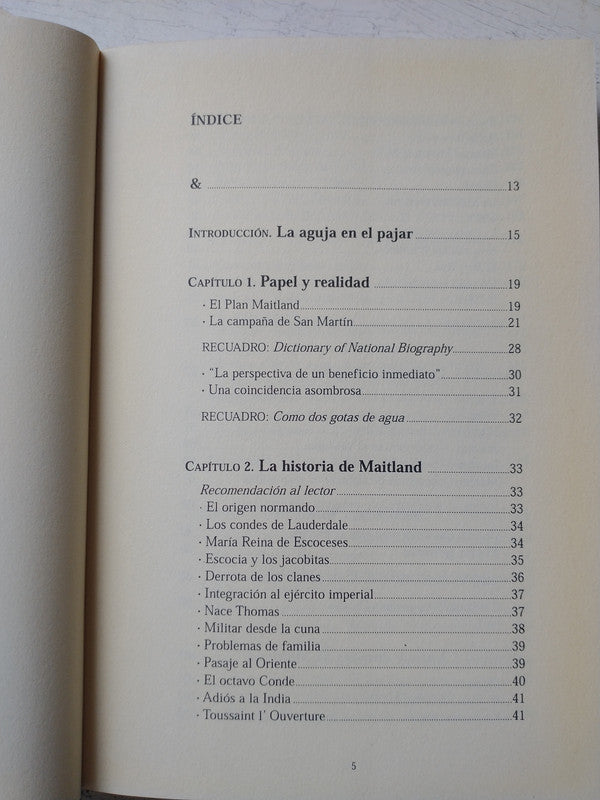 ÍNDICE
& 13
INTRODUCCIÓN. La aguja en el pajar 15
CAPÍTULO 1. Papel y realidad 19
· El Plan Maitland 19
· La campaña de San Martín 21
RECUADRO: Dictionary of National Biography 28
· "La perspectiva de un beneficio inmediato" 30
· Una coincidencia asombrosa 31
RECUADRO: Como dos gotas de agua 32
CAPÍTULO 2. La historia de Maitland 33
Recomendación al lector 33
· El origen normando 33
· Los condes de Lauderdale 34
· María Reina de Escoceses 34
· Escocia y los jacobitas 35
· Derrota de los clanes 36
· Integración al ejército imperial 37
· Nace Thomas 37
· Militar desde la cuna 38
· Problemas de familia 39
· Pasaje al Oriente 39
· El octavo Conde 40
· Adiós a la India 41
· Toussaint l' Ouverture 41
5